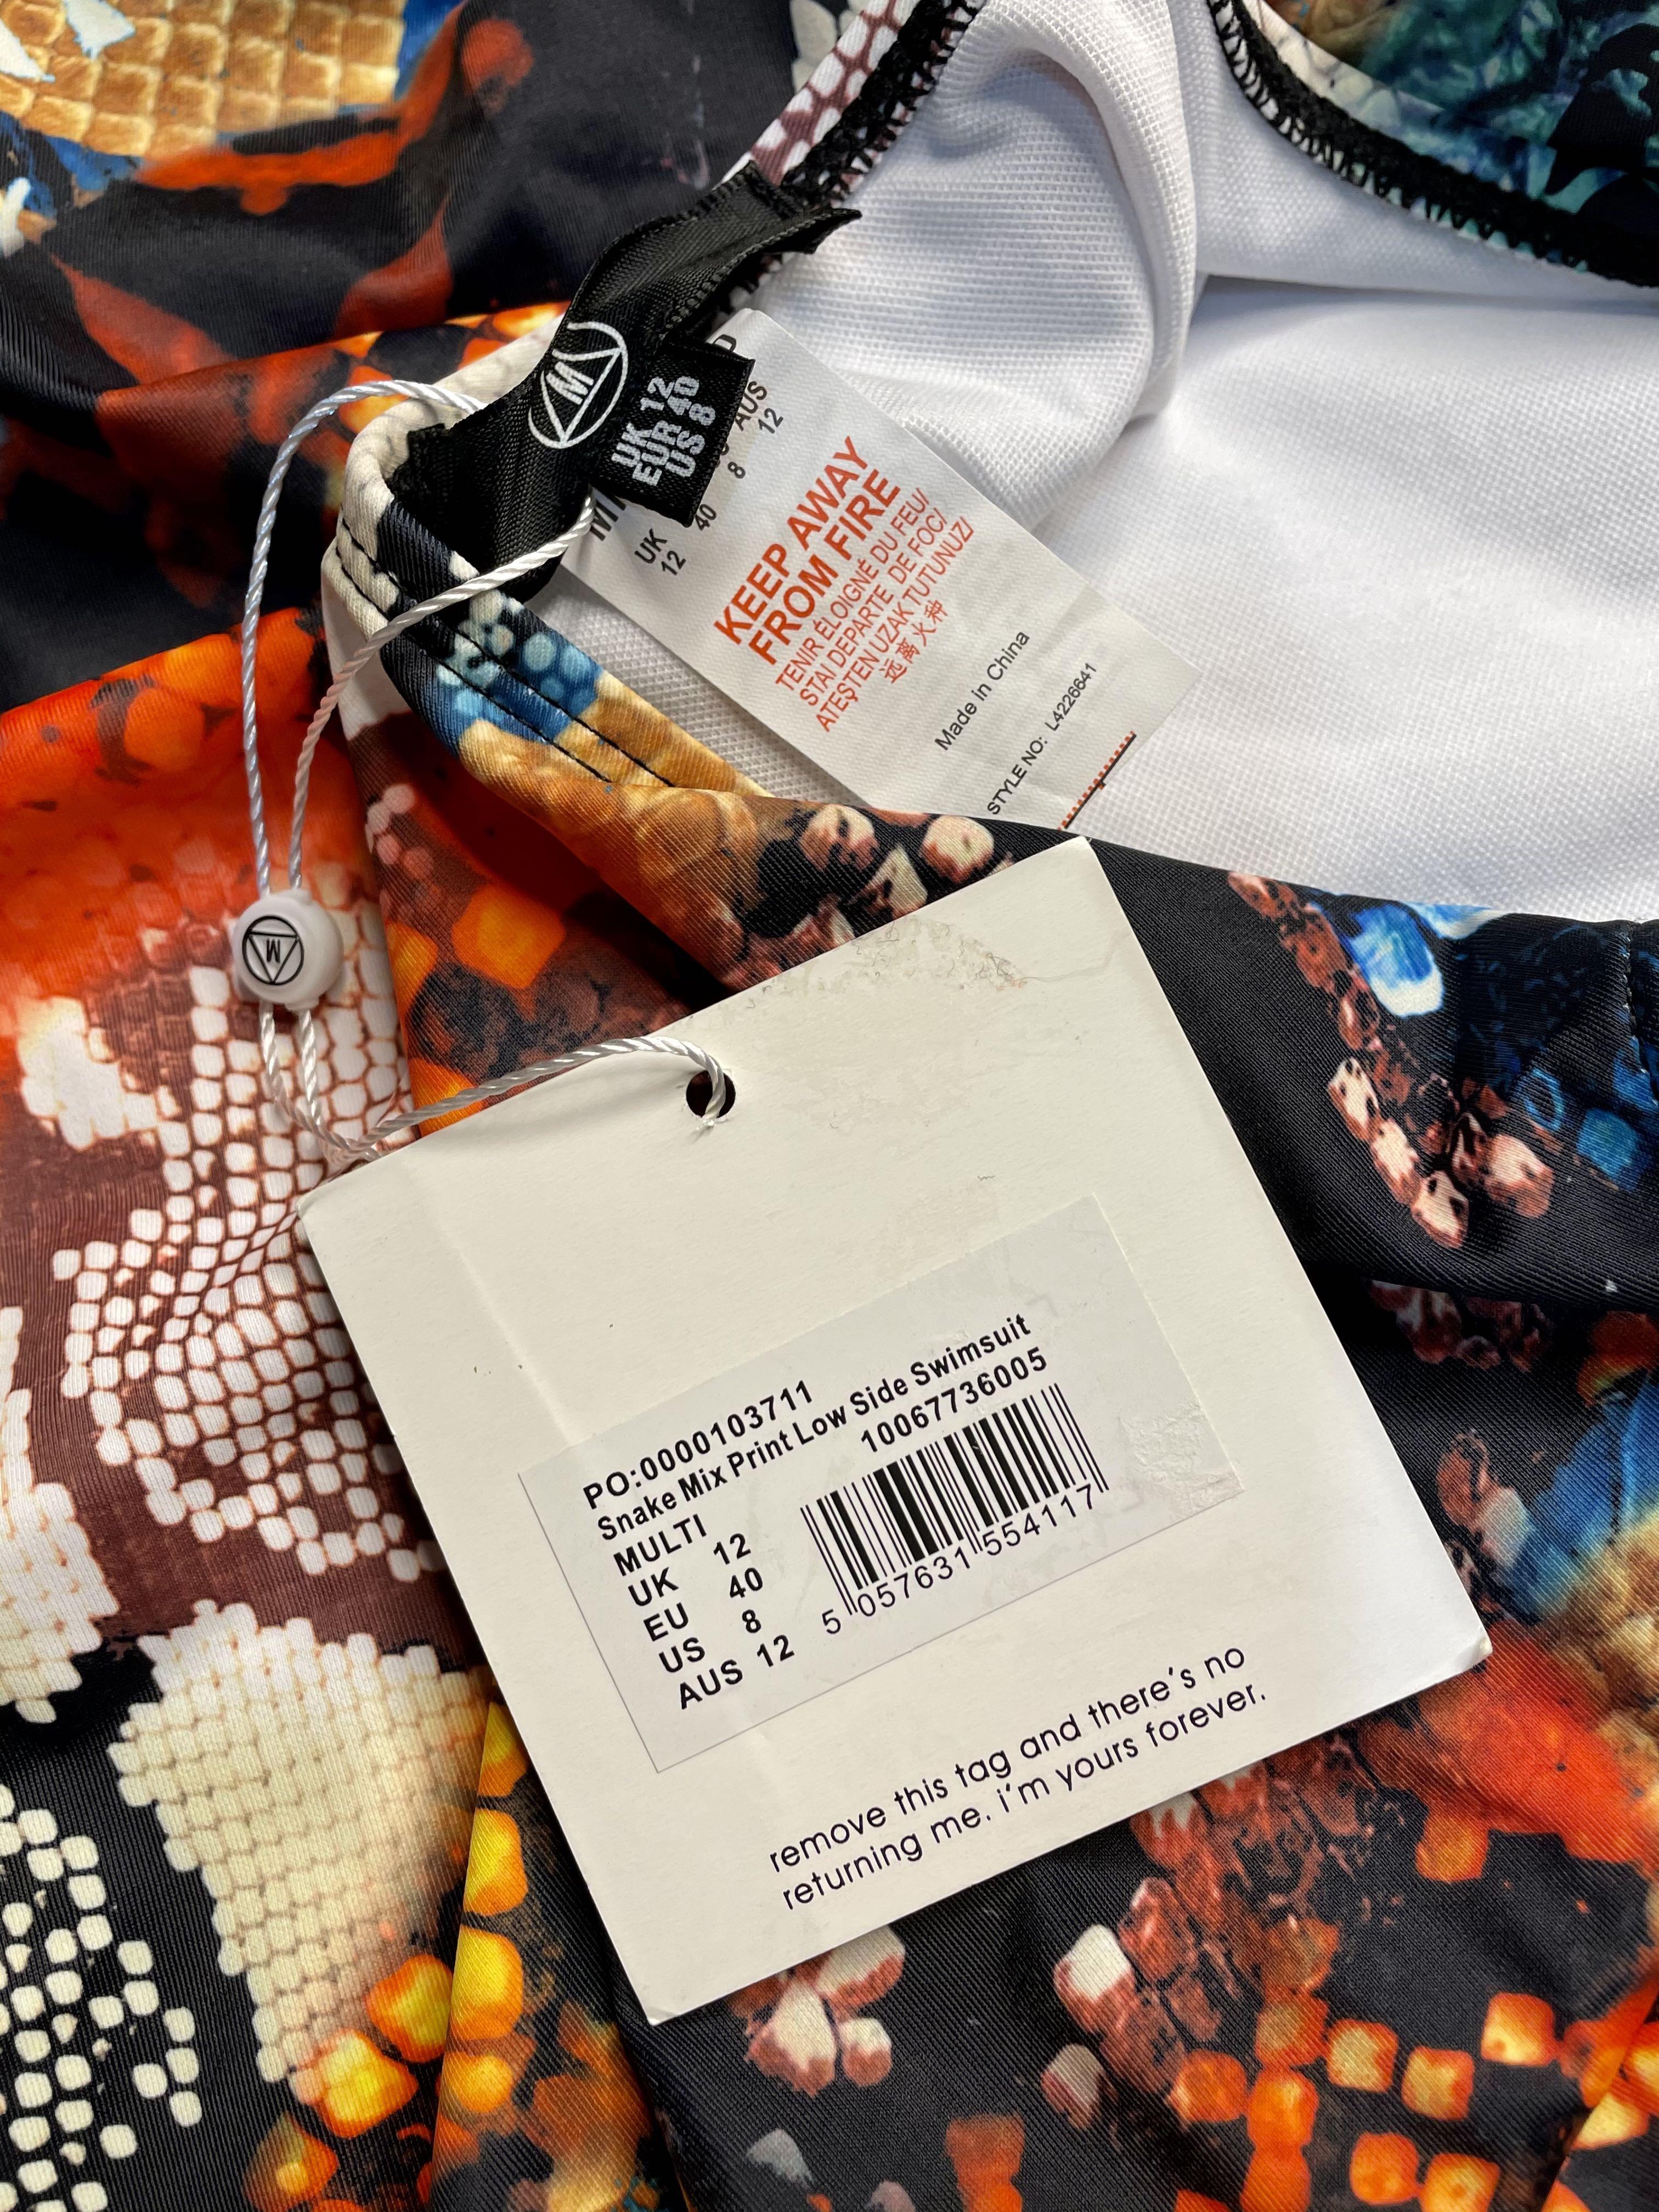 M
UK 12
EUR 40
US 8
UK AUS
12 40 8 12
KEEP AWAY
FROM FIRE
TENIR ÉLOIGNÉ DU FEU/
STAI DEPARTE, DE FOC/
ATEŞTEN UZAK TUTUNUZ/
远离火种
Made in China
STYLE NO: L4226641
M
PO:0000103711
Snake Mix Print Low Side Swimsuit
MULTI 10067736005
UK 12
EU 40
US 8
AUS 12
5 057631 554117
remove this tag and there's no
returning me. i'm yours forever.